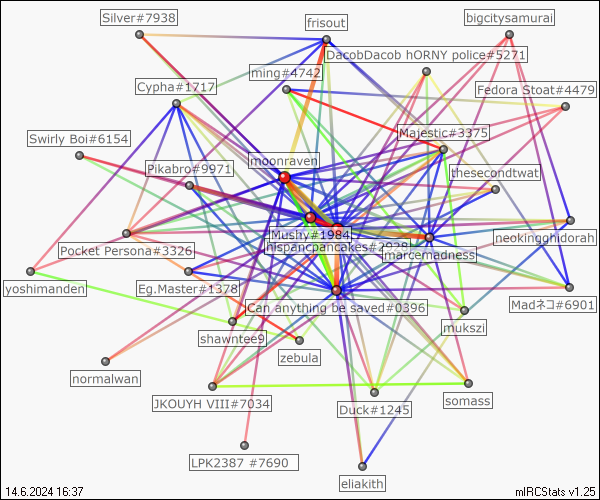 Silver#7938
frisout
bigcitysamurai
DacobDacob hORNY police#5271
ming#4742
Cypha#1717
Fedora Stoat#4479
Majestic#3375
Swirly Boi#6154
moonraven
Pikabro#9971
thesecondtwat
Mushy#1984
neokingghidorah
hispancpancakes#2929
Pocket Persona#3326
marcemadness
yoshimanden
Eg.Master#1378
Madネコ#6901
Can anything be saved#0396
mukszi
shawntee9
zebula
normalwan
JKOUYH VIII#7034
somass
Duck#1245
LPK2387 #7690
eliakith
14.6.2024 16:37
mIRCStats v1.25